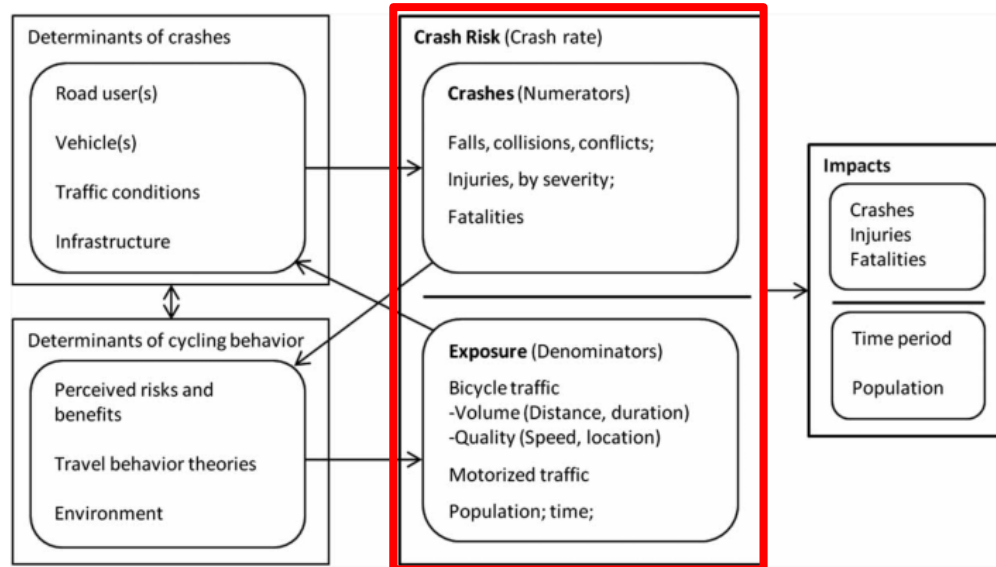 Determinants of crashes
Road user(s)
Vehicle(s)
Traffic conditions
Infrastructure
Determinants of cycling behavior
Perceived risks and
benefits
Travel behavior theories
Environment
Crash Risk (Crash rate)
Crashes (Numerators)
Falls, collisions, conflicts;
Injuries, by severity;
Fatalities
Exposure (Denominators)
Bicycle traffic
-Volume (Distance, duration)
-Quality (Speed, location)
Motorized traffic
Population; time;
Impacts
Crashes
Injuries
Fatalities
Time period
Population